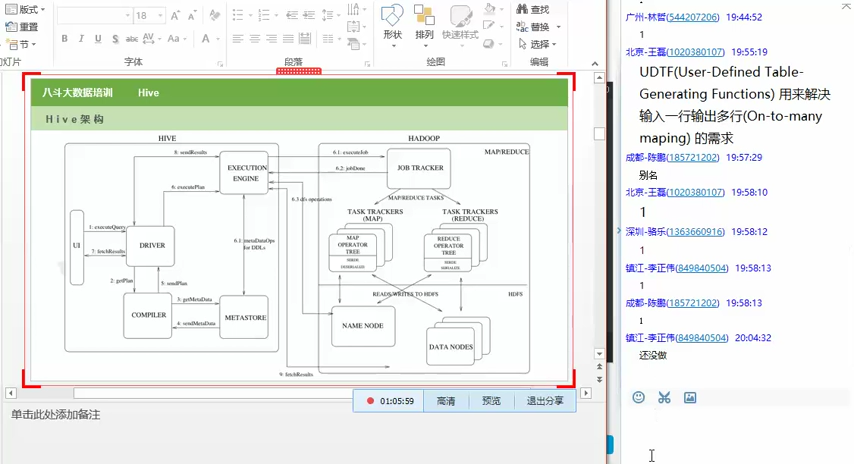 版式
重置
节
灯片
18
B I U S abc AV Aa A
字体
段落
形状
排列
快速样式
绘图
查找
替换
选择
编辑
八斗大数据培训 Hive
Hive架构
HIVE
HADOOP
MAP/REDUCE
8: sendResults
EXECUTION
ENGINE
6.1: executeJob
6.2: jobDone
JOB TRACKER
6: executePlan
6.3 dfs operations
MAP/REDUCE TASKS
TASK TRACKERS
(MAP)
TASK TRACKERS
(REDUCE)
MAP
OPERATOR
TREE
REDUCE
OPERATOR
TREE
UI
1: executeQuery
7: fetchResults
DRIVER
6.1: metaDataOps
for DDLs
2: getPlan
5: sendPlan
COMPILER
3: getMetaData
4: sendMetaData
METASTORE
READS/WRITES TO HDFS
HDFS
NAME NODE
DATA NODES
9: fetchResults
01:05:59
高清
预览
退出分享
单击此处添加备注
广州-林哲(544207206) 19:44:52
1
北京-王磊(1020380107) 19:55:19
UDTF(User-Defined Table-
Generating Functions) 用来解决
输入一行输出多行(On-to-many
maping) 的需求
成都-陈鹏(185721202) 19:57:29
别名
北京-王磊(1020380107) 19:58:10
1
深圳-骆乐(1363660916) 19:58:12
1
镇江-李正伟(849840504) 19:58:13
1
成都-陈鹏(185721202) 19:58:13
1
镇江-李正伟(849840504) 20:04:32
还没做